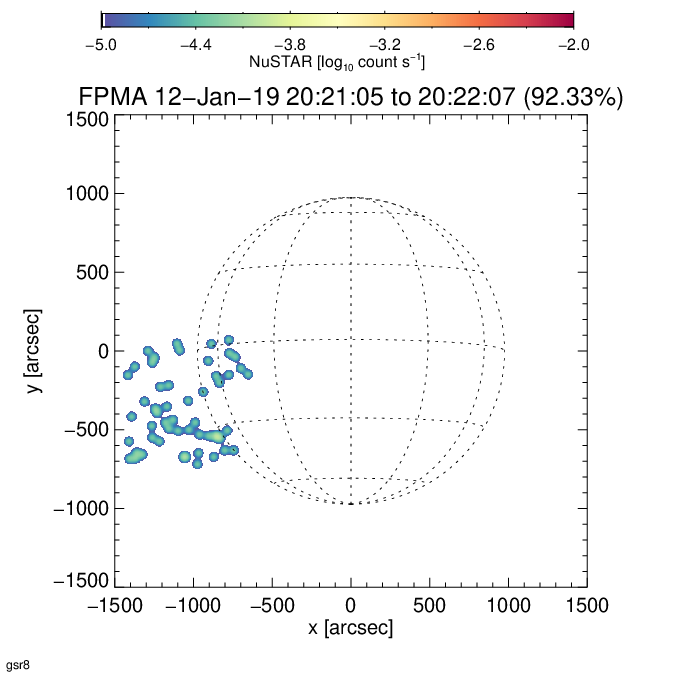 −5.0 −4.4 −3.8 −3.2 −2.6 −2.0
NuSTAR [log10 count s−1]
FPMA 12−Jan−19 20:21:05 to 20:22:07 (92.33%)
1500
1000
500
0
−500
−1000
−1500
y [arcsec]
−1500 −1000 −500 0 500 1000 1500
x [arcsec]
gsr8